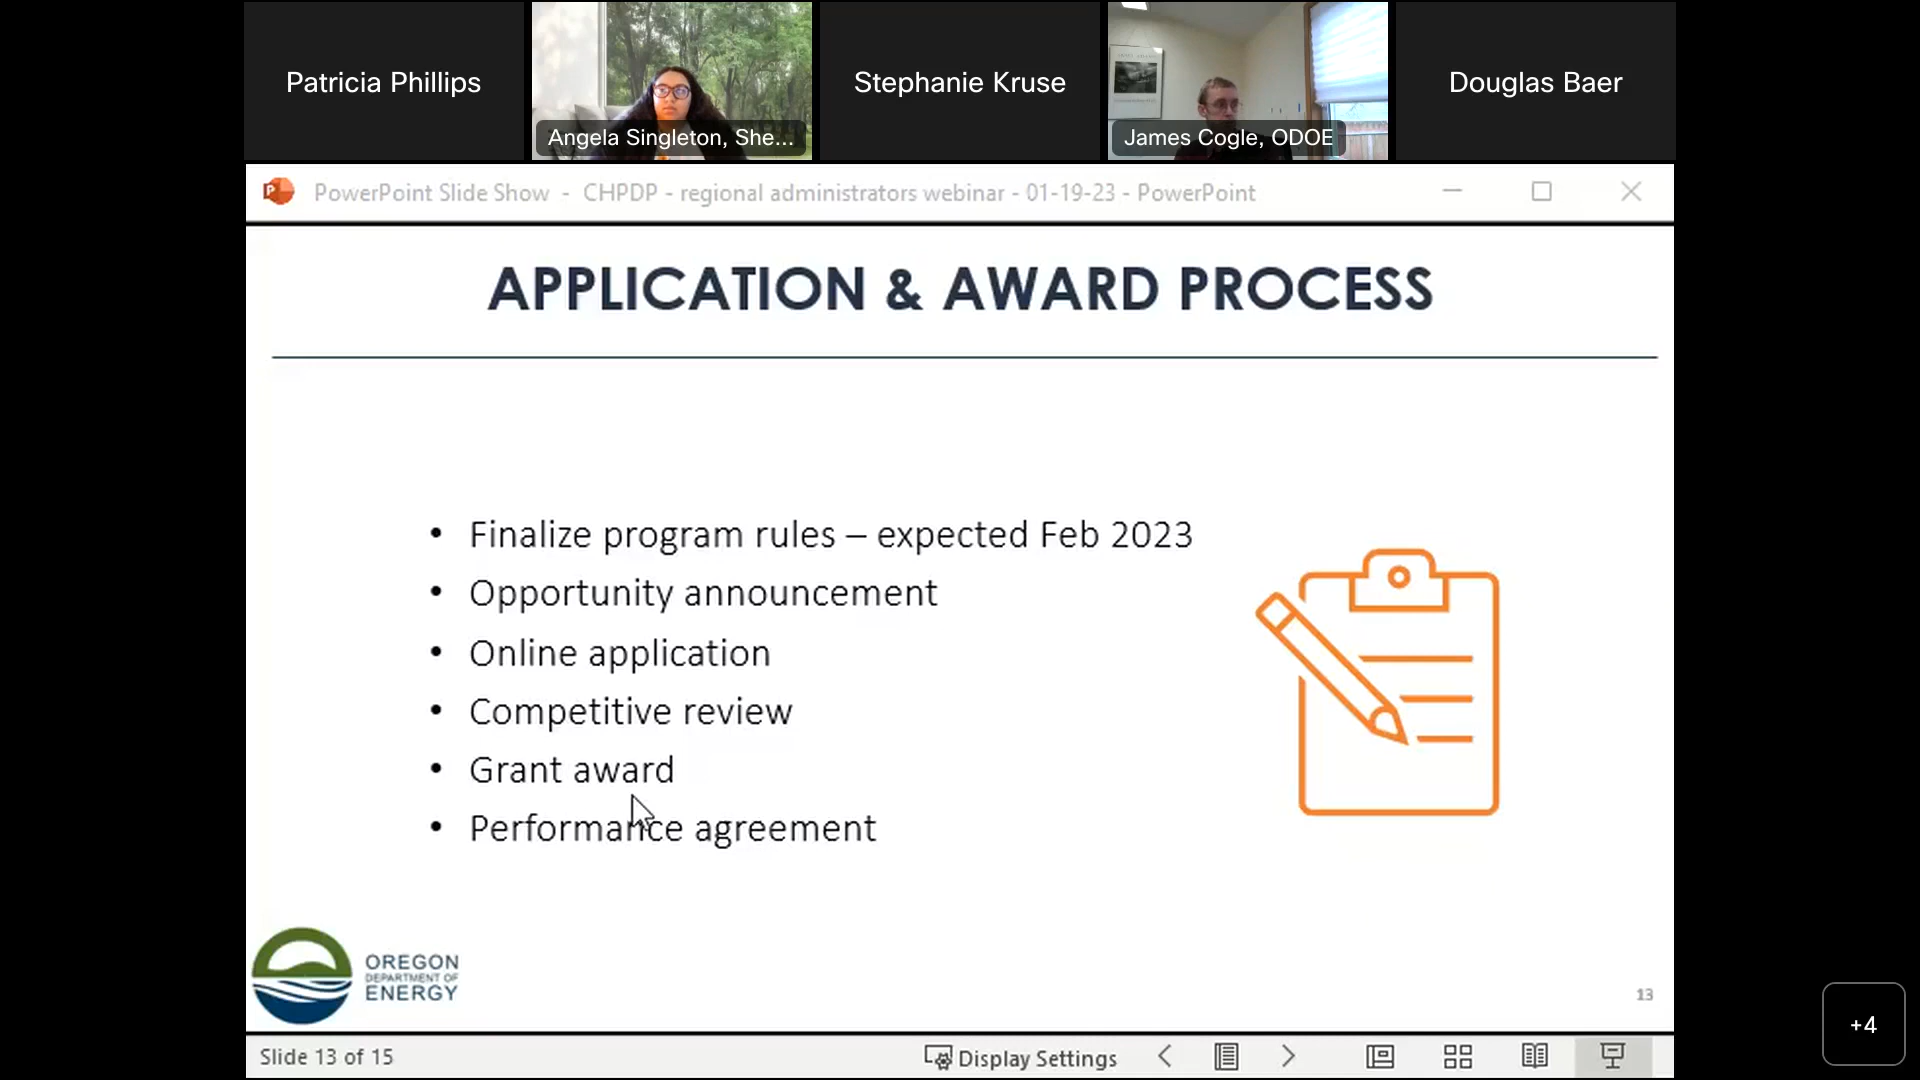 Patricia Phillips
Angela Singleton, She...
Stephanie Kruse
James Cogle, ODOE
Douglas Baer
PowerPoint Slide Show - CHPDP - regional administrators webinar - 01-19-23 - PowerPoint
APPLICATION & AWARD PROCESS
• Finalize program rules – expected Feb 2023
• Opportunity announcement
• Online application
• Competitive review
• Grant award
• Performance agreement
OREGON
DEPARTMENT OF
ENERGY
13
+4
Slide 13 of 15
Display Settings